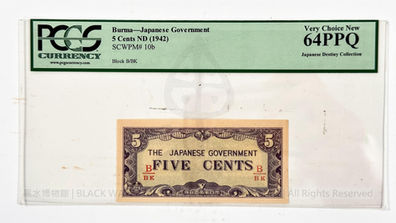 PCGS
CURRENCY
www.pcgscurrency.com
Burma—Japanese Government
5 Cents ND (1942)
SCWPM# 10b
Block B/BK
Very Choice New
64PPQ
Japanese Destiny Collection
5 5
THE JAPANESE GOVERNMENT
B FIVE CENTS B
BK BK